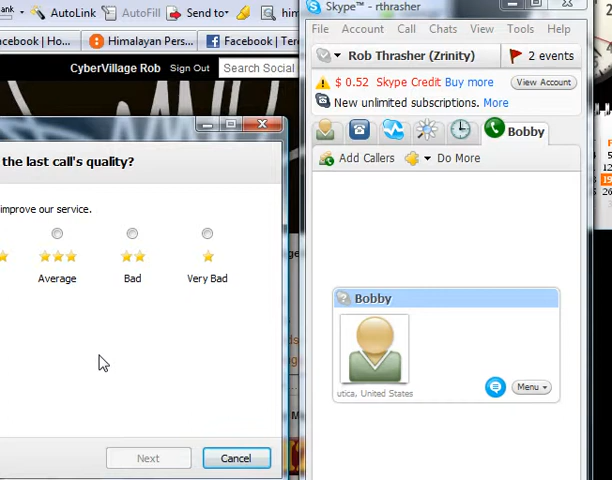 AutoLink
AutoFill
Send to
Facebook | Ho...
Himalayan Pers...
Facebook | Ter
CyberVillage Rob
Sign Out
Search Social
the last call's quality?
improve our service.
Average
Bad
Very Bad
Next
Cancel
Skype™ - rthrasher
File Account Call Chats View Tools Help
Rob Thrasher (Zrinity)
2 events
$ 0.52 Skype Credit Buy more
View Account
New unlimited subscriptions. More
Bobby
Add Callers
Do More
Bobby
utica, United States
Menu